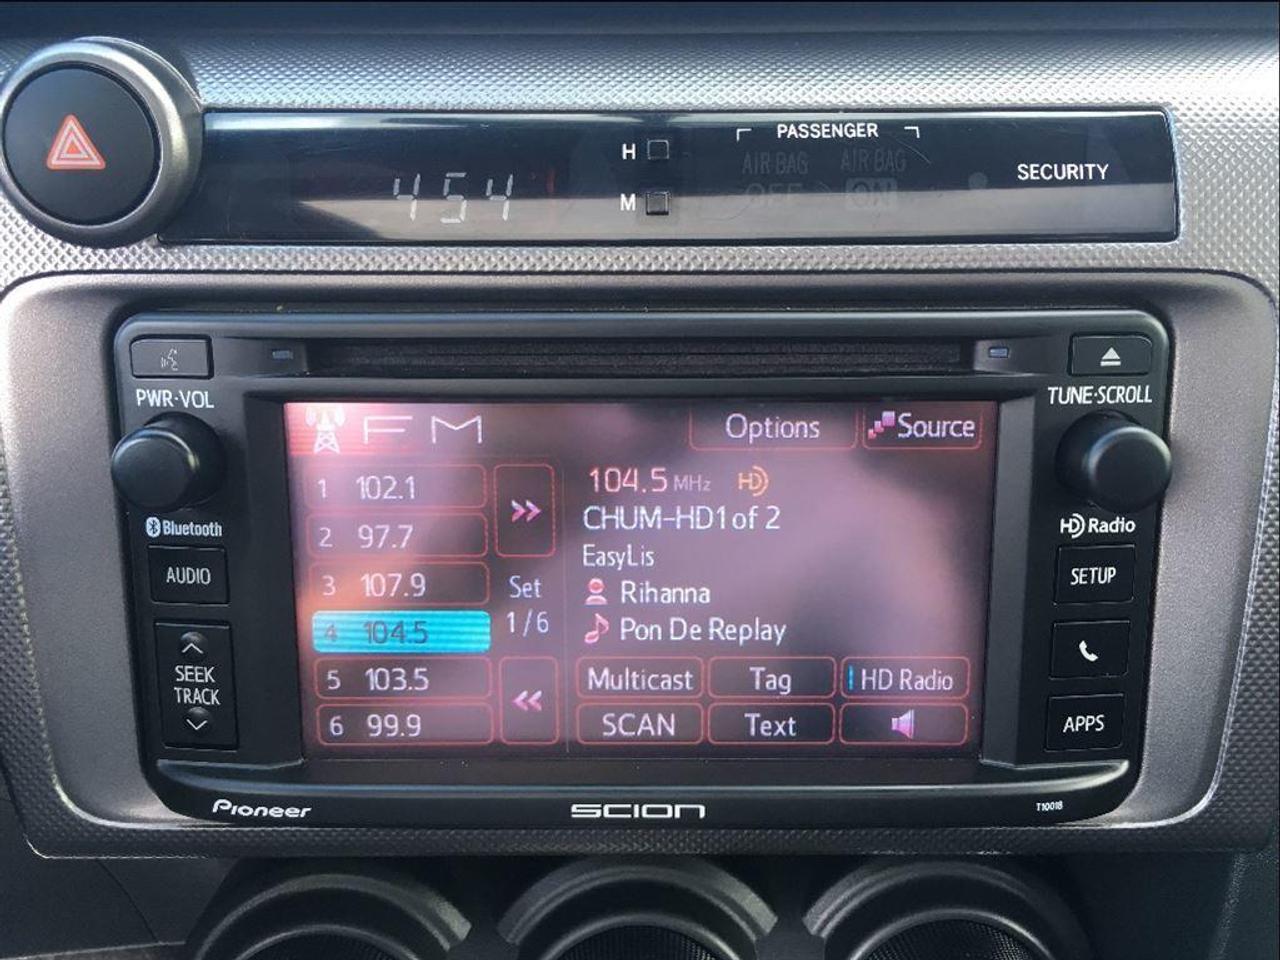 PASSENGER
AIR BAG OFF
AIR BAG ON
H
M
4 54
SECURITY
PWR·VOL
TUNE·SCROLL
FM
Options
Source
1 102.1
2 97.7
3 107.9
4 104.5
5 103.5
6 99.9
>>
Set
1/6
<<
104.5 MHz HD
CHUM-HD1 of 2
EasyLis
Rihanna
Pon De Replay
Multicast
Tag
HD Radio
SCAN
Text
Bluetooth
AUDIO
SEEK
TRACK
HD Radio
SETUP
APPS
Pioneer
SCION
T10018